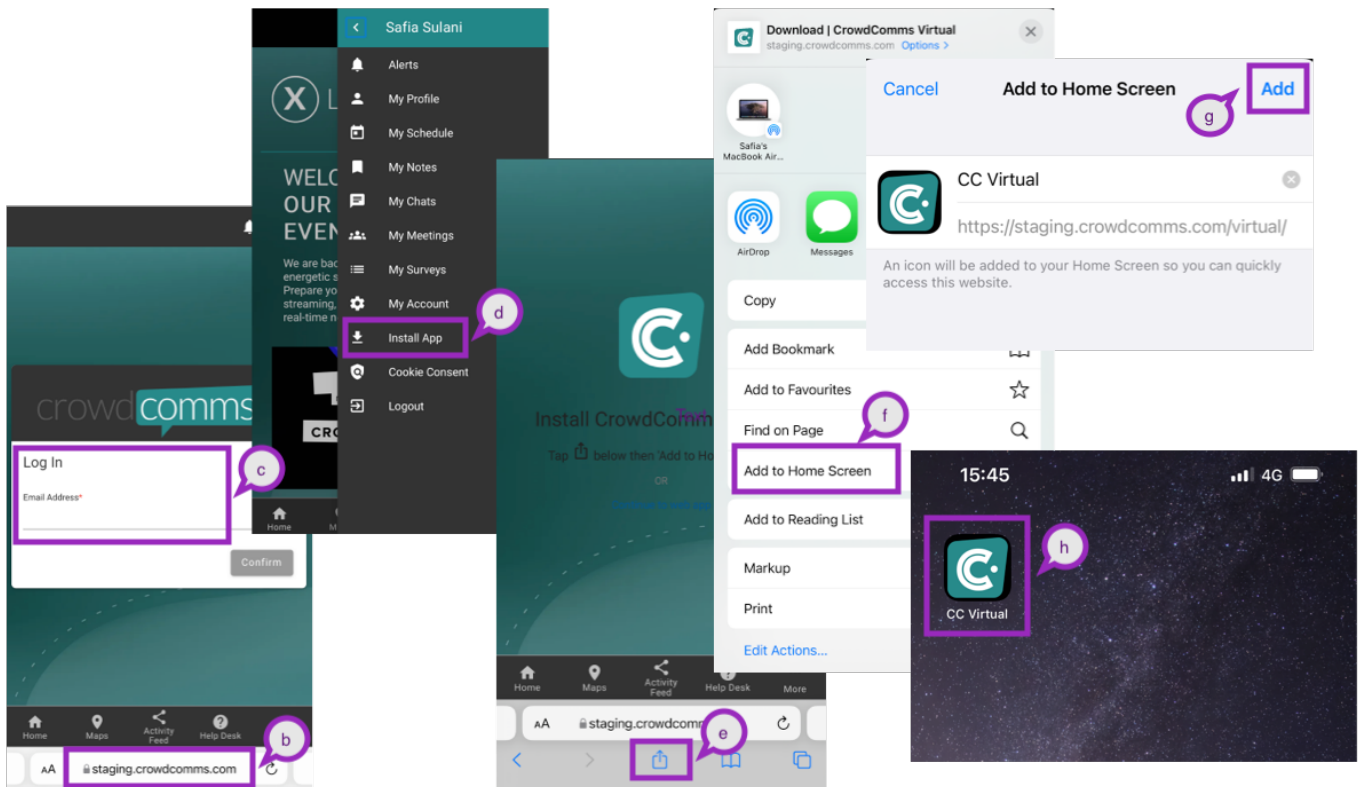 crowdcomms
Log In
Email Address*
c
Confirm
Home
Maps
Activity
Feed
Help Desk
b
AA
staging.crowdcomms.com
X
Safia Sulani
Alerts
My Profile
My Schedule
My Notes
My Chats
My Meetings
My Surveys
My Account
Install App
d
Cookie Consent
Logout
WELC
OUR
EVEN
We are bac
energetic s
Prepare yo
streaming,
real-time n
CRO
Home
M
Install CrowdComm
Text
Tap below then 'Add to Ho
OR
Home
Maps
Activity
Feed
Help Desk
More
AA
staging.crowdcomm
e
Download | CrowdComms Virtual
staging.crowdcomms.com Options >
Safia's
MacBook Air...
AirDrop
Messages
Copy
Add Bookmark
Add to Favourites
Find on Page
f
Add to Home Screen
Add to Reading List
Markup
Print
Edit Actions...
Cancel
Add to Home Screen
Add
g
CC Virtual
https://staging.crowdcomms.com/virtual/
An icon will be added to your Home Screen so you can quickly
access this website.
15:45
4G
h
CC Virtual